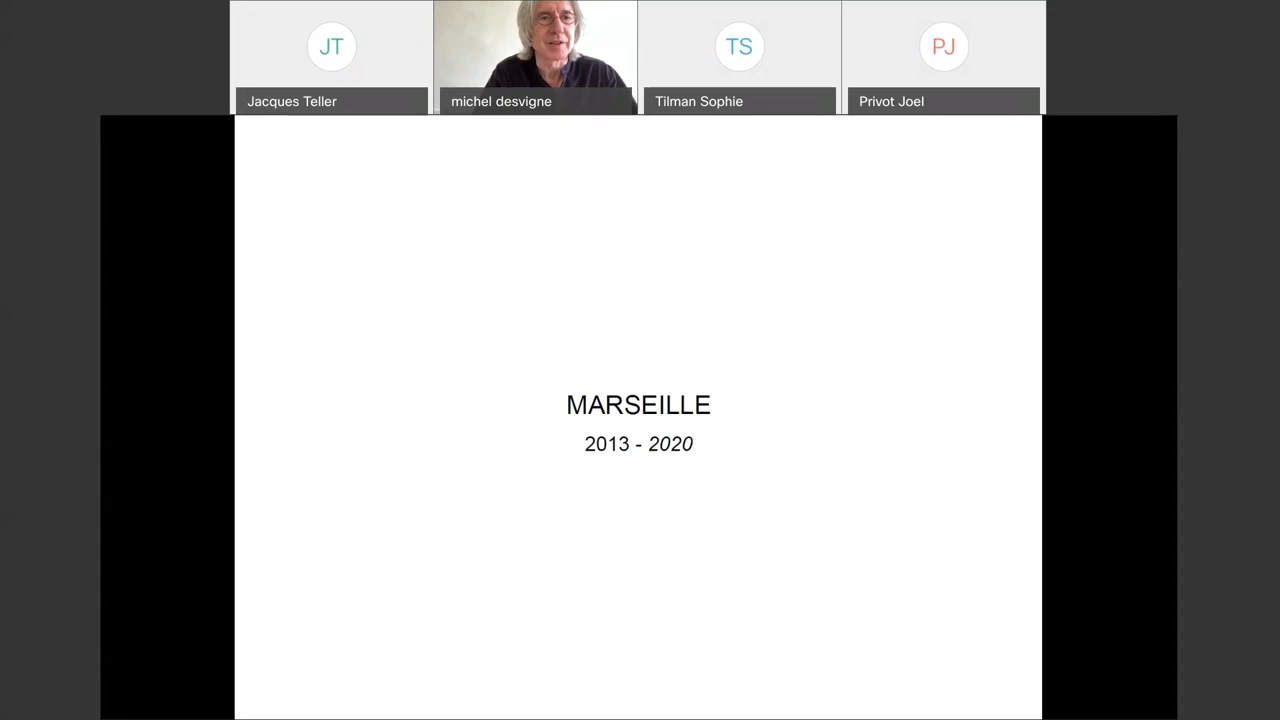 JT
TS
PJ
Jacques Teller
michel desvigne
Tilman Sophie
Privot Joel
MARSEILLE
2013 - 2020